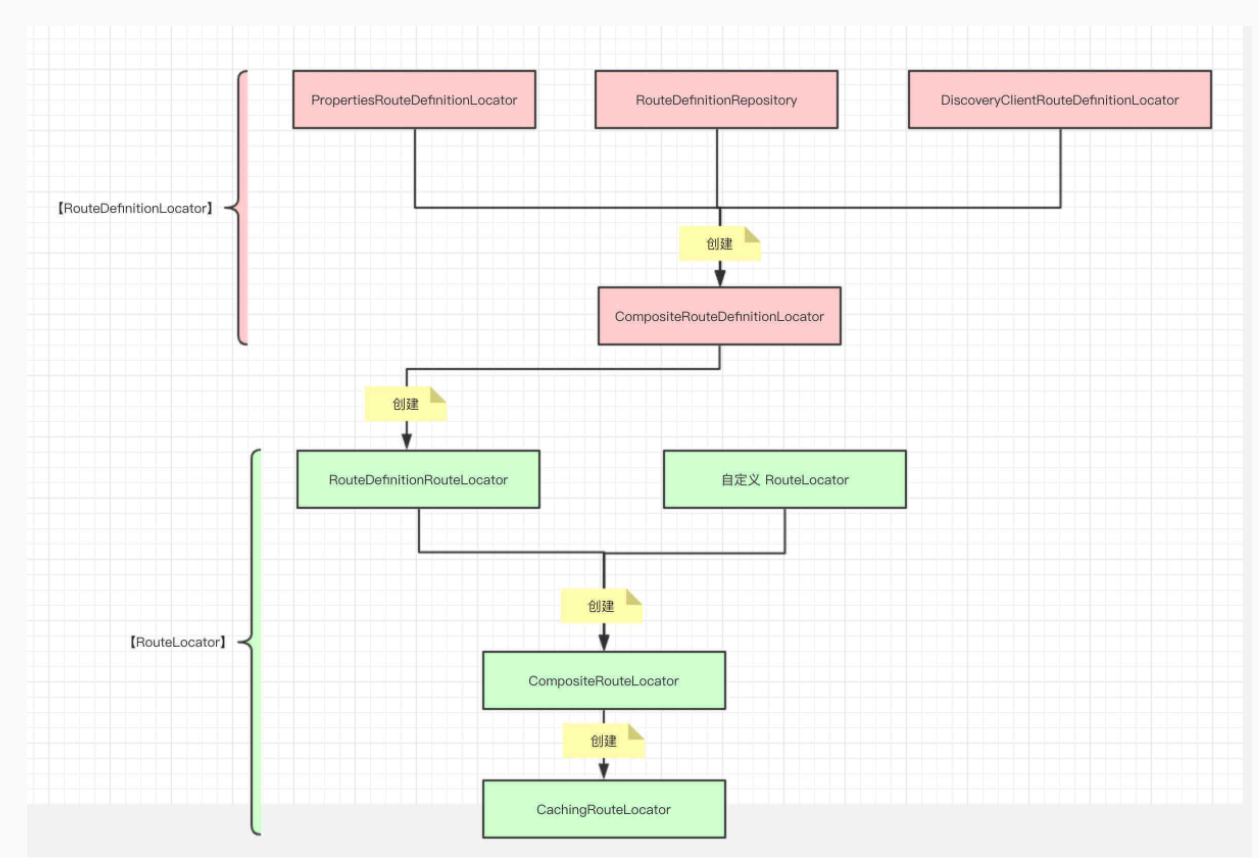 PropertiesRouteDefinitionLocator
RouteDefinitionRepository
DiscoveryClientRouteDefinitionLocator
【RouteDefinitionLocator】
创建
CompositeRouteDefinitionLocator
创建
RouteDefinitionRouteLocator
自定义 RouteLocator
创建
【RouteLocator】
CompositeRouteLocator
创建
CachingRouteLocator